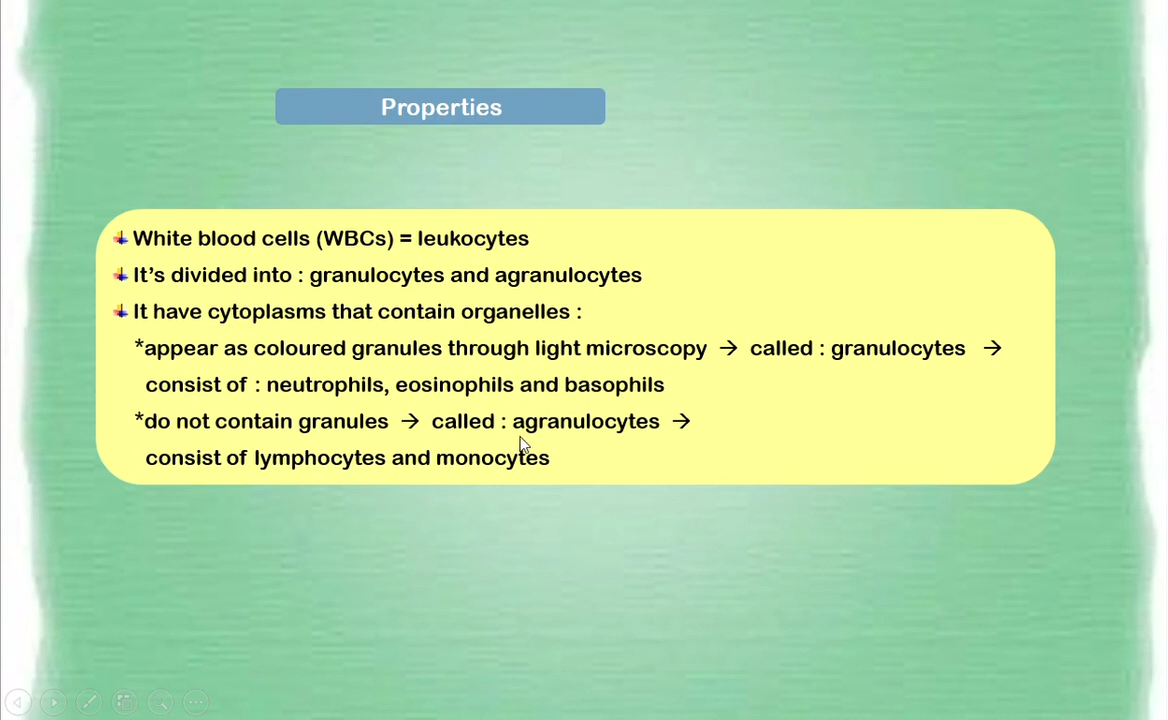 Properties
White blood cells (WBCs) = leukocytes
It's divided into : granulocytes and agranulocytes
It have cytoplasms that contain organelles :
*appear as coloured granules through light microscopy → called : granulocytes →
consist of : neutrophils, eosinophils and basophils
*do not contain granules → called : agranulocytes →
consist of lymphocytes and monocytes